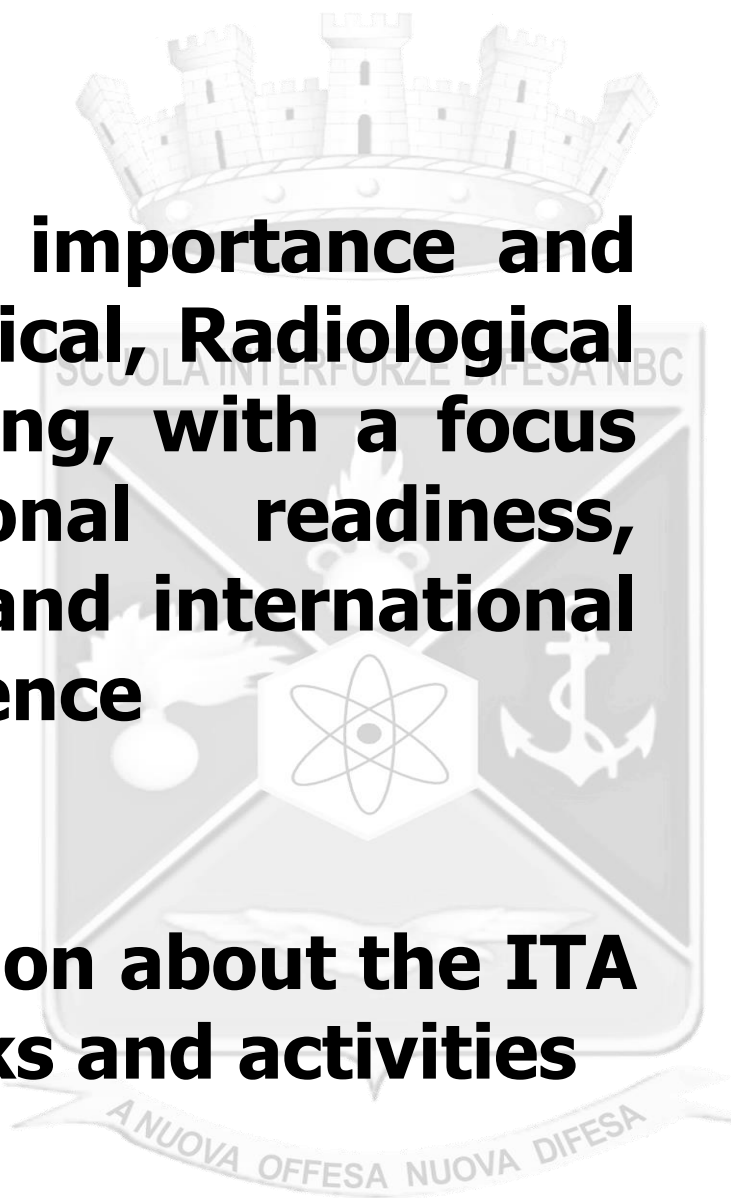 importance and
ical, Radiological
SCUOLA INTERFORZE DIFESA NBC
ng, with a focus
onal readiness,
and international
ence
on about the ITA
ks and activities
A NUOVA OFFESA NUOVA DIFESA